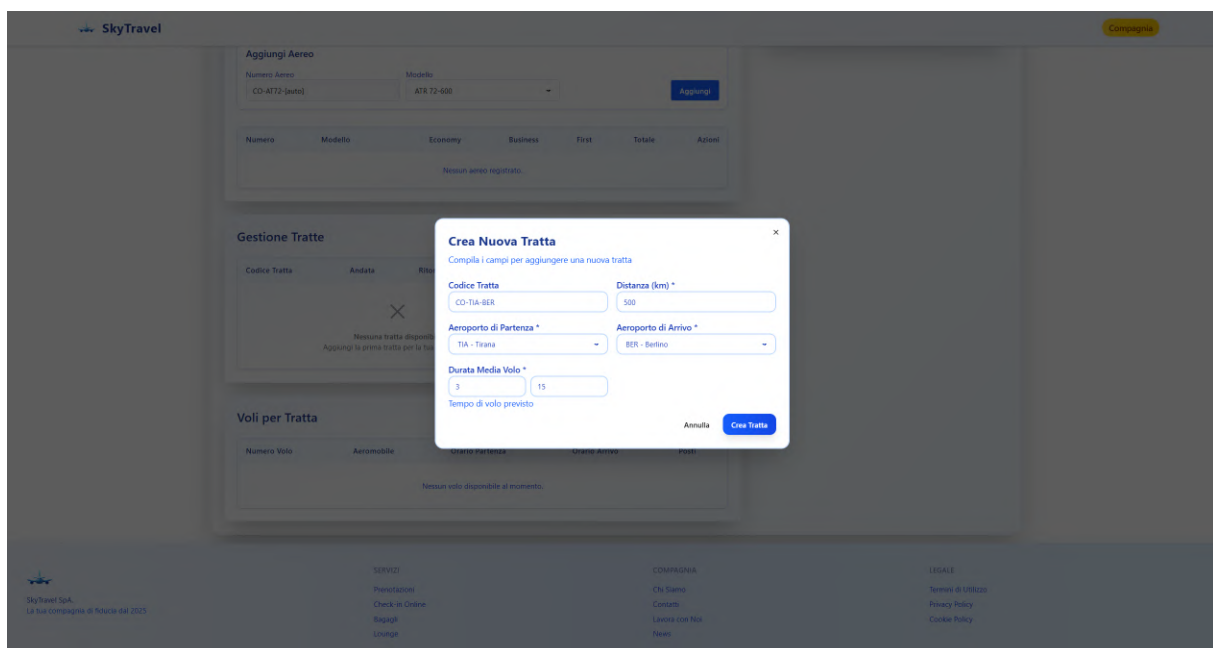 SkyTravel
Compagnia
Aggiungi Aereo
Numero Aereo Modello
CO-AT72-[auto] ATR 72-600 Aggiungi
Numero Modello Economy Business First Totale Azioni
Nessun aereo registrato.
Gestione Tratte
Codice Tratta Andata
Nessuna tratta disponib
Aggiungi la prima tratta per la tua
Crea Nuova Tratta ×
Compila i campi per aggiungere una nuova tratta
Codice Tratta Distanza (km) *
CO-TIA-BER 500
Aeroporto di Partenza * Aeroporto di Arrivo *
TIA - Tirana BER - Berlino
Durata Media Volo *
3 15
Tempo di volo previsto
Annulla Crea Tratta
Voli per Tratta
Numero Volo Aeromobile Orario Partenza Orario Arrivo Posti
Nessun volo disponibile al momento.
SkyTravel SpA.
La tua compagnia di fiducia dal 2025
SERVIZI
Prenotazioni
Check-in Online
Bagagli
Lounge
COMPAGNIA
Chi Siamo
Contatti
Lavora con Noi
News
LEGALE
Termini di Utilizzo
Privacy Policy
Cookie Policy